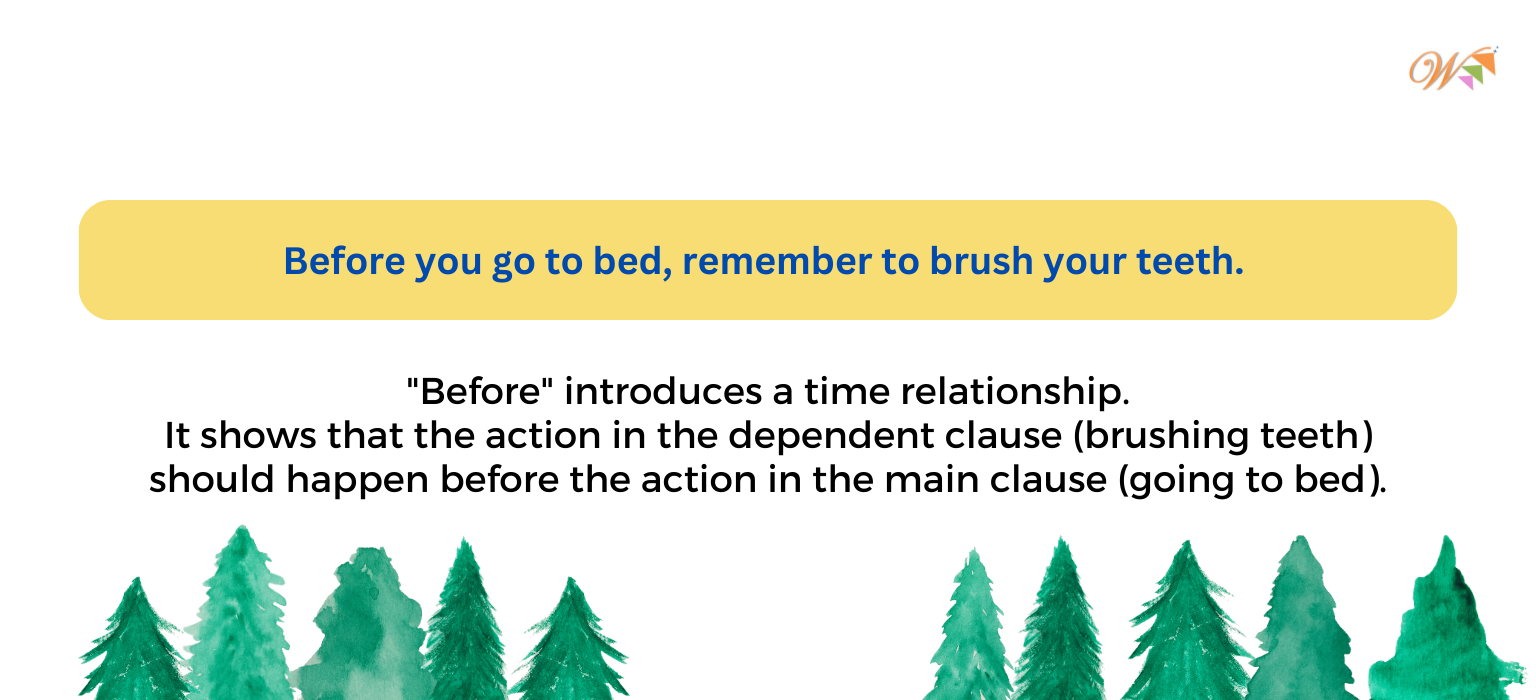 W
Before you go to bed, remember to brush your teeth.
"Before" introduces a time relationship.
It shows that the action in the dependent clause (brushing teeth)
should happen before the action in the main clause (going to bed).